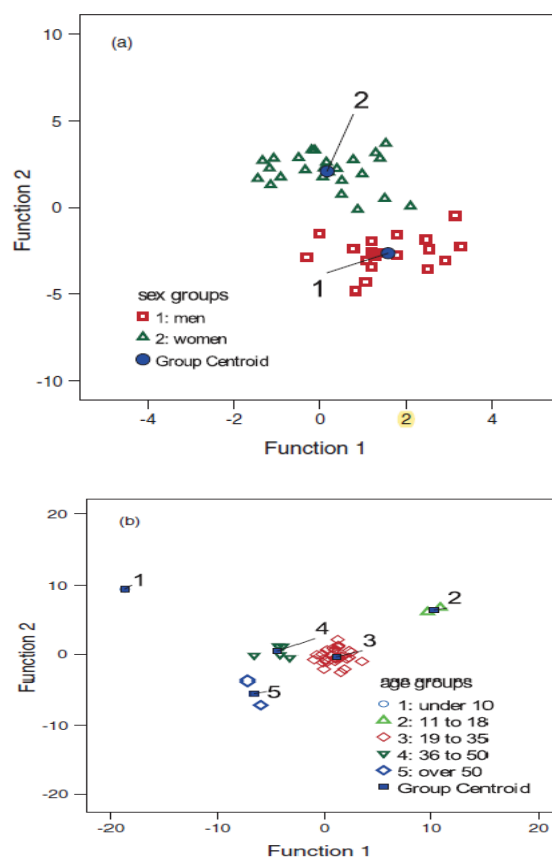 (a)
10
5
0
-5
-10
Function 2
2
1
sex groups
1: men
2: women
Group Centroid
-4 -2 0 2 4
Function 1
(b)
20
10
0
-10
-20
Function 2
1
2
4
3
5
age groups
1: under 10
2: 11 to 18
3: 19 to 35
4: 36 to 50
5: over 50
Group Centroid
-20 -10 0 10 20
Function 1